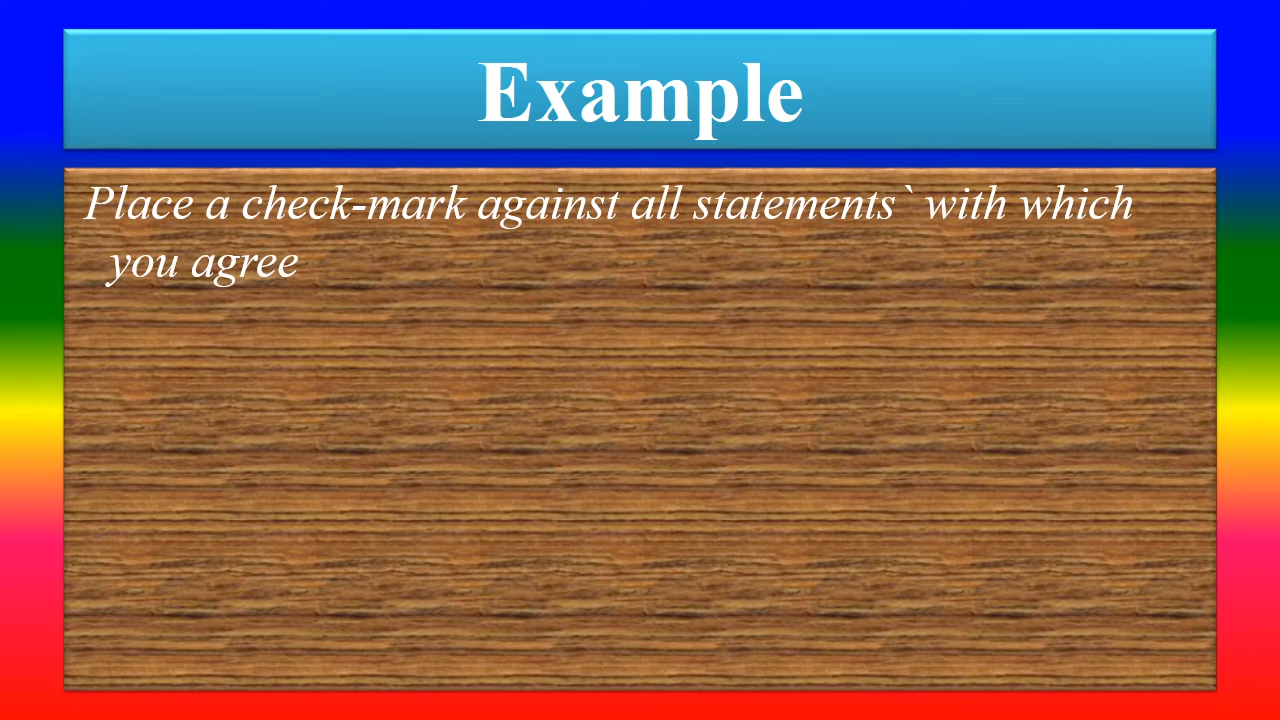 Example
Place a check-mark against all statements` with which
you agree